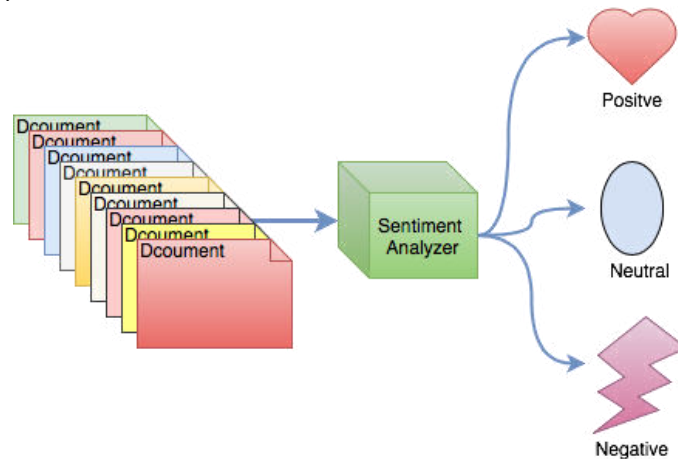 Dcoument
Dcoument
Dcoument
Dcoument
Dcoument
Dcoument
Dcoument
Dcoument
Dcoument
Sentiment
Analyzer
Positve
Neutral
Negative